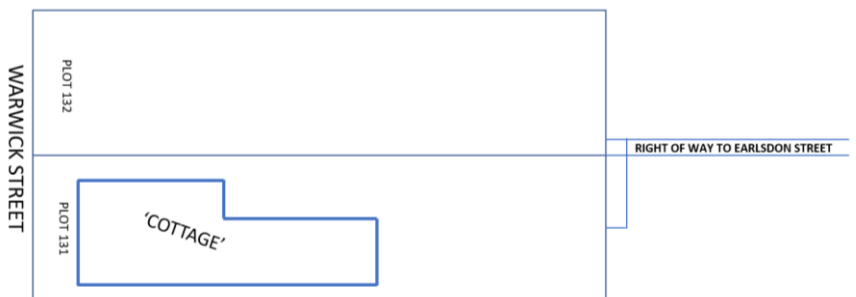 WARWICK STREET
PLOT 132
PLOT 131
'COTTAGE'
RIGHT OF WAY TO EARLSDON STREET